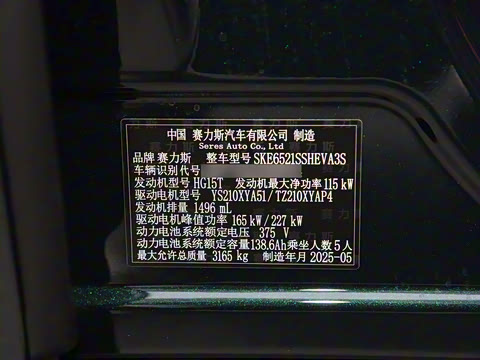 中国 赛力斯汽车有限公司 制造
Seres Auto Co., Ltd
品牌 赛力斯 整车型号 SKE6521SSHEVA3S
车辆识别代号
发动机型号 HG15T 发动机最大净功率 115 kW
驱动电机型号 YS210XYA51/TZ210XYAP4
发动机排量 1496 mL
驱动电机峰值功率 165 kW/227 kW
动力电池系统额定电压 375 V
动力电池系统额定容量138.6Ah乘坐人数 5 人
最大允许总质量 3165 kg 制造年月 2025-05